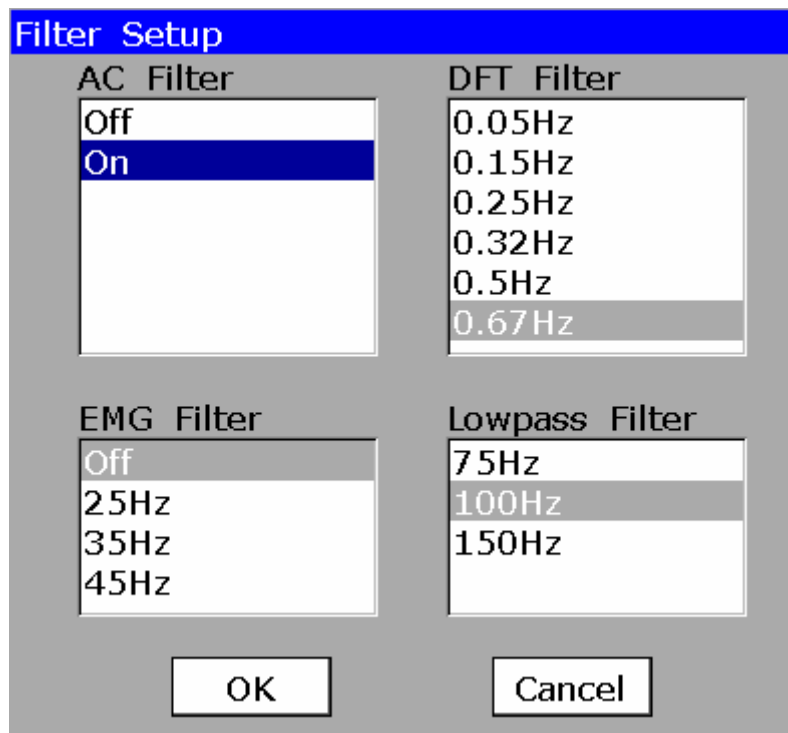 Filter Setup
AC Filter
Off
On
DFT Filter
0.05Hz
0.15Hz
0.25Hz
0.32Hz
0.5Hz
0.67Hz
EMG Filter
Off
25Hz
35Hz
45Hz
Lowpass Filter
75Hz
100Hz
150Hz
OK
Cancel